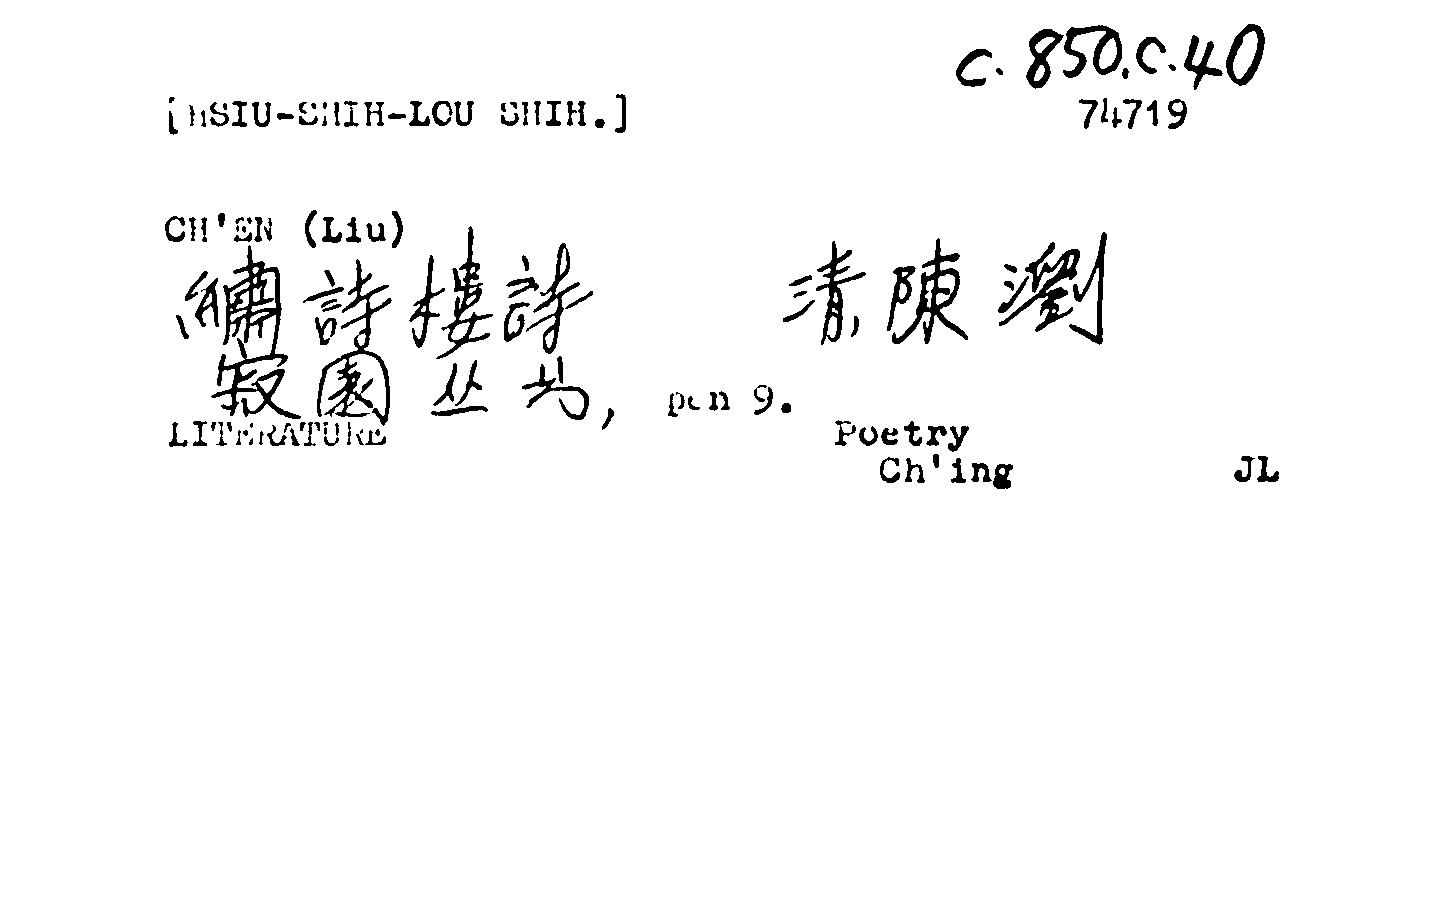 c.850.c.40
[HSIU-SHIH-LOU SHIH.] 74719
CH'EN (Liu)
繡詩樓詩 清陳瀏
寂園丛书, pen 9.
LITERATURE Poetry
Ch'ing JL